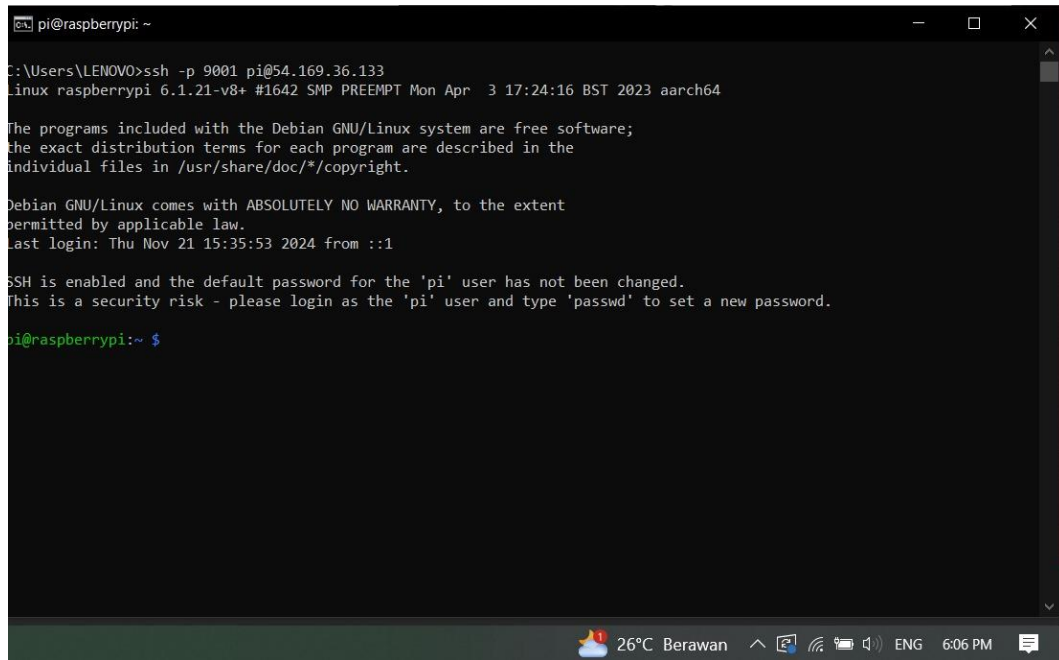 pi@raspberrypi: ~
C:\Users\LENOVO>ssh -p 9001 pi@54.169.36.133
Linux raspberrypi 6.1.21-v8+ #1642 SMP PREEMPT Mon Apr  3 17:24:16 BST 2023 aarch64
The programs included with the Debian GNU/Linux system are free software;
the exact distribution terms for each program are described in the
individual files in /usr/share/doc/*/copyright.
Debian GNU/Linux comes with ABSOLUTELY NO WARRANTY, to the extent
permitted by applicable law.
Last login: Thu Nov 21 15:35:53 2024 from ::1
SSH is enabled and the default password for the 'pi' user has not been changed.
This is a security risk - please login as the 'pi' user and type 'passwd' to set a new password.
pi@raspberrypi:~ $
1 26°C Berawan ENG 6:06 PM